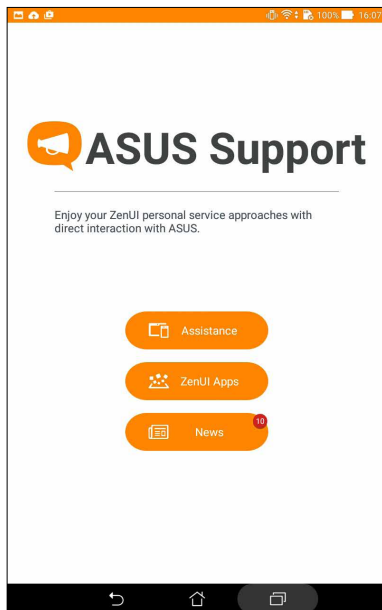 100% 16:07
ASUS Support
Enjoy your ZenUI personal service approaches with
direct interaction with ASUS.
Assistance
ZenUI Apps
10
News